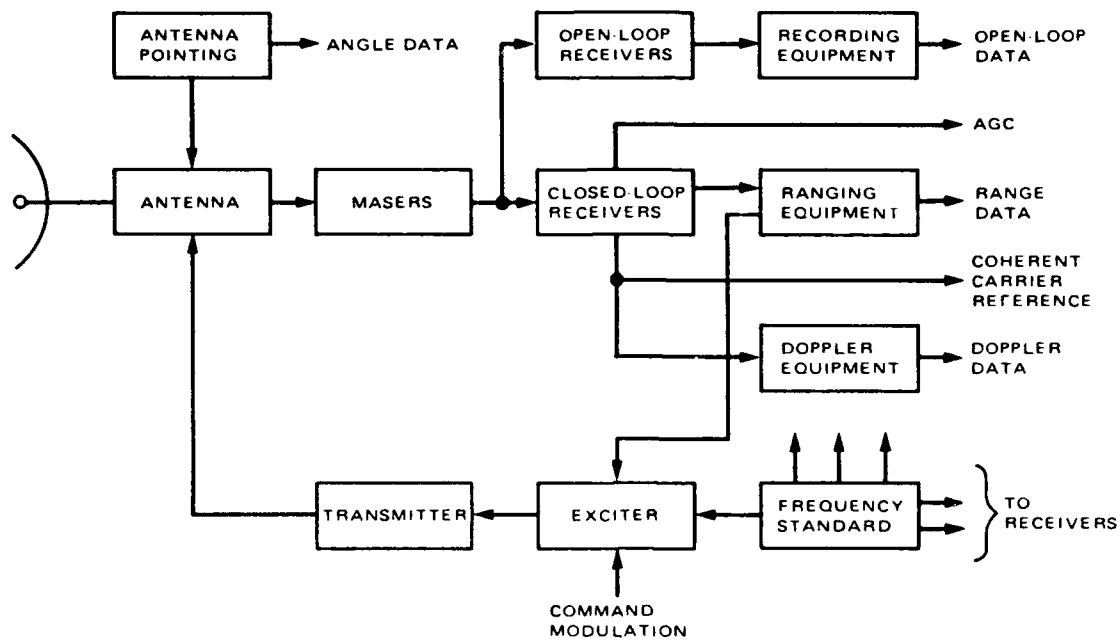 ANTENNA
POINTING
ANGLE DATA
OPEN-LOOP
RECEIVERS
RECORDING
EQUIPMENT
OPEN-LOOP
DATA
AGC
ANTENNA
MASERS
CLOSED-LOOP
RECEIVERS
RANGING
EQUIPMENT
RANGE
DATA
COHERENT
CARRIER
REFERENCE
DOPPLER
EQUIPMENT
DOPPLER
DATA
TRANSMITTER
EXCITER
FREQUENCY
STANDARD
TO
RECEIVERS
COMMAND
MODULATION